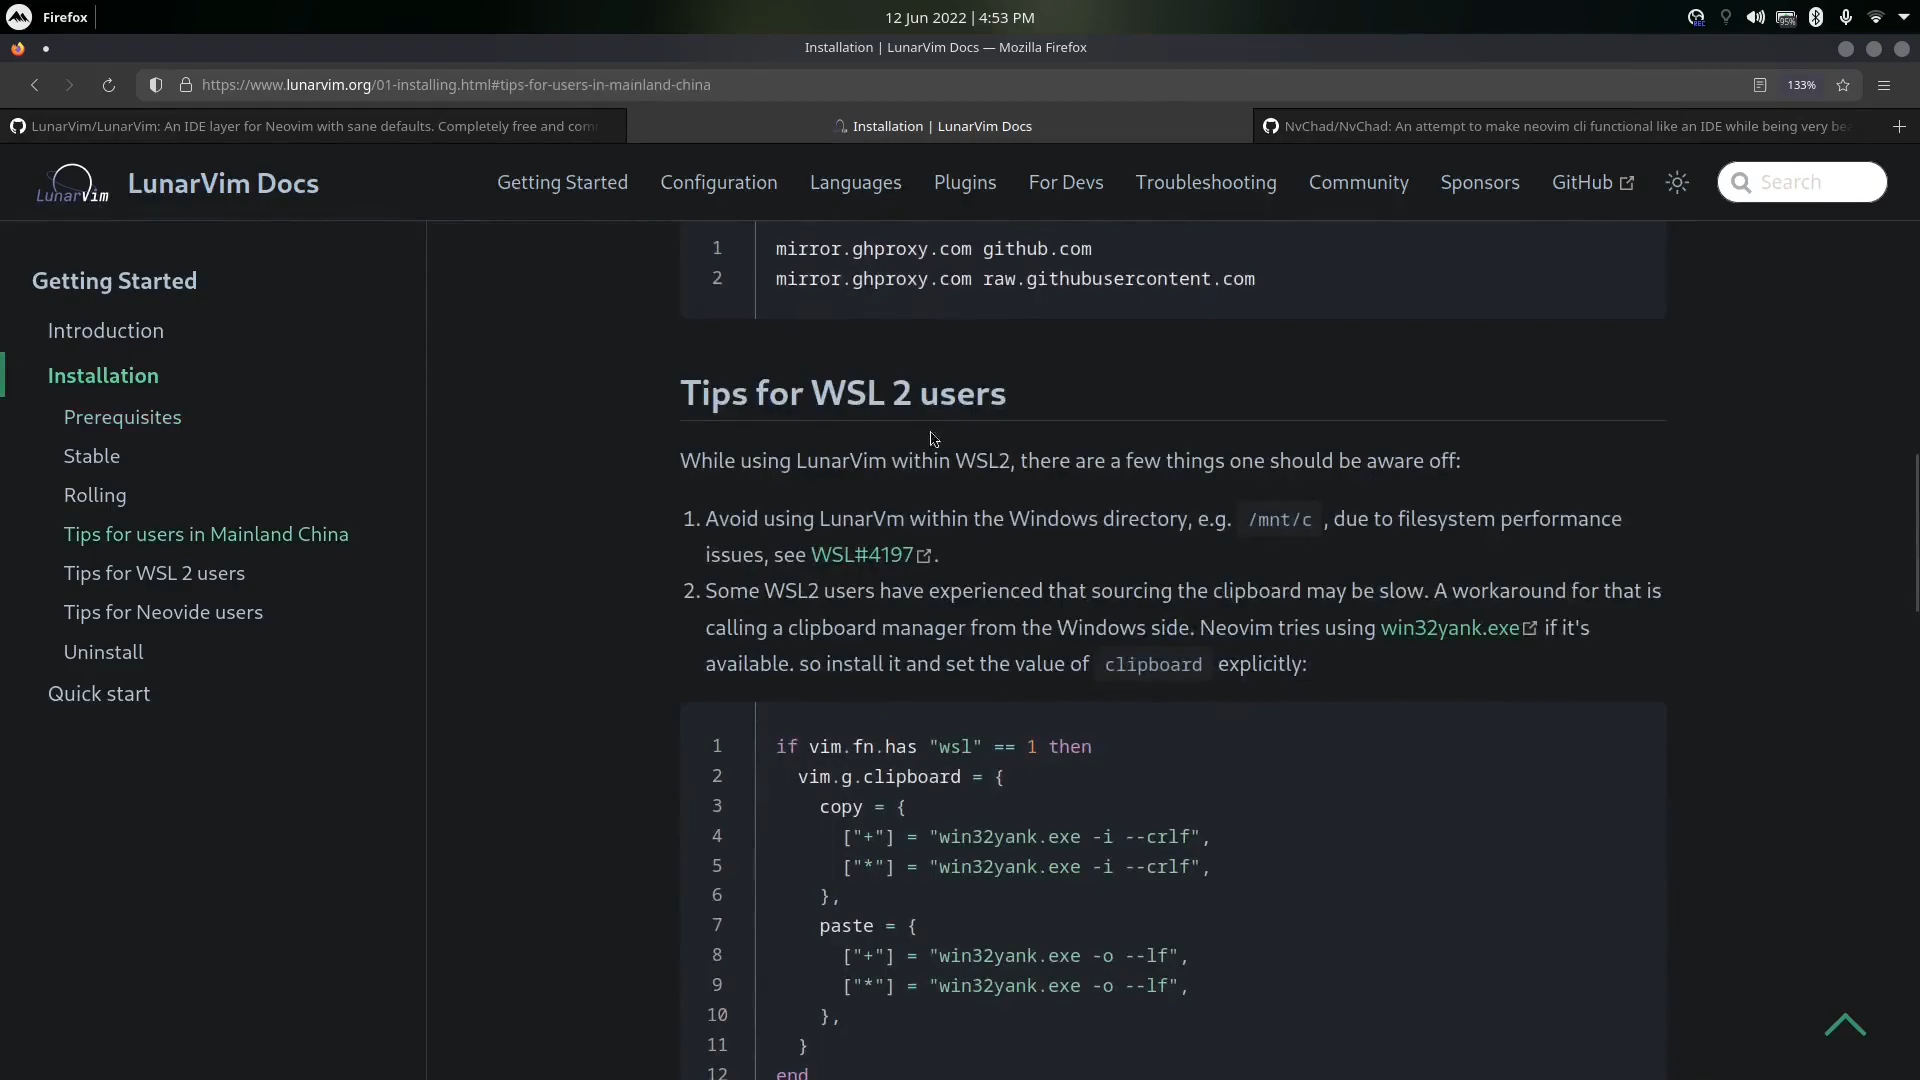 Firefox
12 Jun 2022 | 4:53 PM
REC
95%
Installation | LunarVim Docs — Mozilla Firefox
https://www.lunarvim.org/01-installing.html#tips-for-users-in-mainland-china
133%
LunarVim/LunarVim: An IDE layer for Neovim with sane defaults. Completely free and com
Installation | LunarVim Docs
NvChad/NvChad: An attempt to make neovim cli functional like an IDE while being very bea
LunarVim
LunarVim Docs
Getting Started Configuration Languages Plugins For Devs Troubleshooting Community Sponsors GitHub
Search
Getting Started
Introduction
Installation
Prerequisites
Stable
Rolling
Tips for users in Mainland China
Tips for WSL 2 users
Tips for Neovide users
Uninstall
Quick start
1 mirror.ghproxy.com github.com
2 mirror.ghproxy.com raw.githubusercontent.com
Tips for WSL 2 users
While using LunarVim within WSL2, there are a few things one should be aware off:
1. Avoid using LunarVm within the Windows directory, e.g. /mnt/c , due to filesystem performance
issues, see WSL#4197 .
2. Some WSL2 users have experienced that sourcing the clipboard may be slow. A workaround for that is
calling a clipboard manager from the Windows side. Neovim tries using win32yank.exe if it's
available. so install it and set the value of clipboard explicitly:
1 if vim.fn.has "wsl" == 1 then
2 vim.g.clipboard = {
3 copy = {
4 ["+"] = "win32yank.exe -i --crlf",
5 ["*"] = "win32yank.exe -i --crlf",
6 },
7 paste = {
8 ["+"] = "win32yank.exe -o --lf",
9 ["*"] = "win32yank.exe -o --lf",
10 },
11 }
12 end